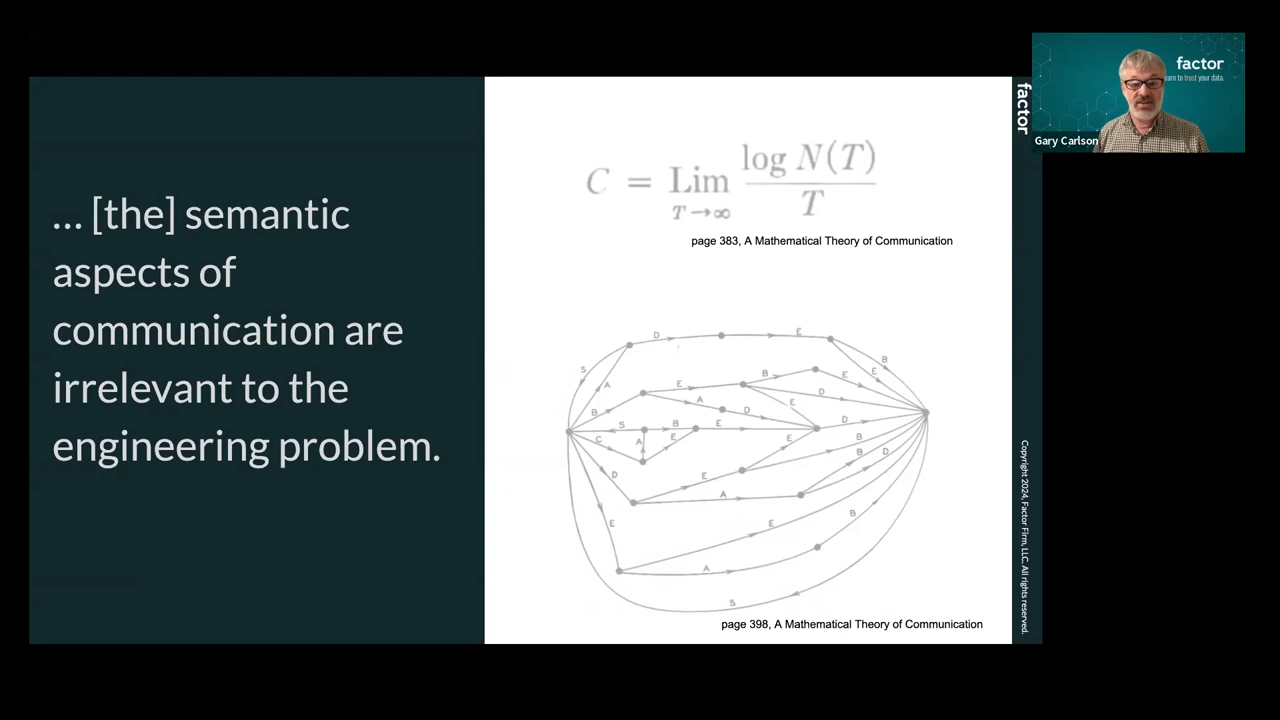 … [the] semantic
aspects of
communication are
irrelevant to the
engineering problem.
C = Lim log N(T)
T→∞ T
page 383, A Mathematical Theory of Communication
D
E
S
A
B
E
E
B
E
B
E
A
D
D
E
S
B
E
D
C
A
E
E
B
D
E
B
D
A
E
E
B
A
S
page 398, A Mathematical Theory of Communication
factor
Copyright 2024, Factor Firm, LLC. All rights reserved.
factor
earn to trust your data.
Gary Carlson